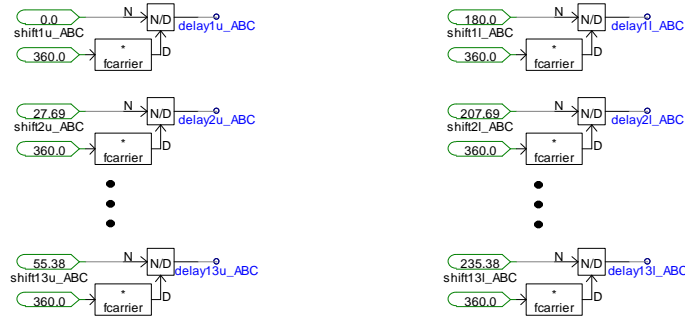 0.0 N N/D delay1u_ABC
shift1u_ABC
360.0 * fcarrier D
180.0 N N/D delay1l_ABC
shift1l_ABC
360.0 * fcarrier D
27.69 N N/D delay2u_ABC
shift2u_ABC
360.0 * fcarrier D
207.69 N N/D delay2l_ABC
shift2l_ABC
360.0 * fcarrier D
55.38 N N/D delay13u_ABC
shift13u_ABC
360.0 * fcarrier D
235.38 N N/D delay13l_ABC
shift13l_ABC
360.0 * fcarrier D